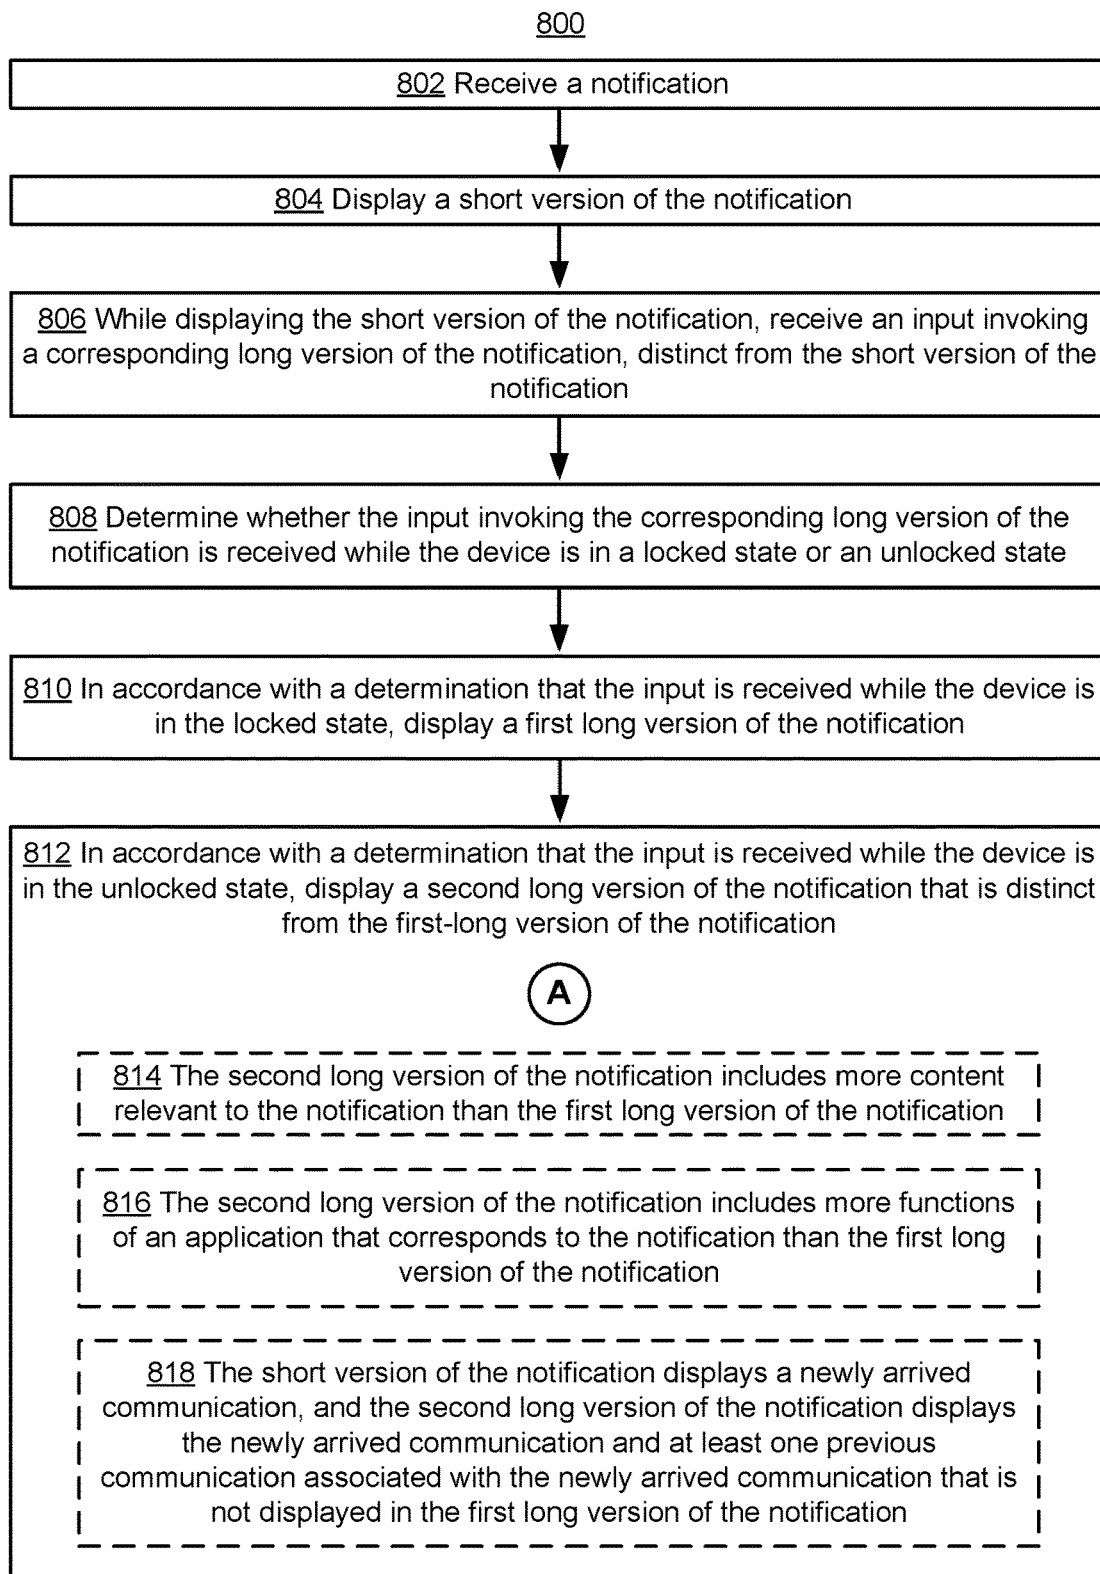 800
802 Receive a notification
804 Display a short version of the notification
806 While displaying the short version of the notification, receive an input invoking
a corresponding long version of the notification, distinct from the short version of the
notification
808 Determine whether the input invoking the corresponding long version of the
notification is received while the device is in a locked state or an unlocked state
810 In accordance with a determination that the input is received while the device is
in the locked state, display a first long version of the notification
812 In accordance with a determination that the input is received while the device is
in the unlocked state, display a second long version of the notification that is distinct
from the first-long version of the notification
A
814 The second long version of the notification includes more content
relevant to the notification than the first long version of the notification
816 The second long version of the notification includes more functions
of an application that corresponds to the notification than the first long
version of the notification
818 The short version of the notification displays a newly arrived
communication, and the second long version of the notification displays
the newly arrived communication and at least one previous
communication associated with the newly arrived communication that is
not displayed in the first long version of the notification